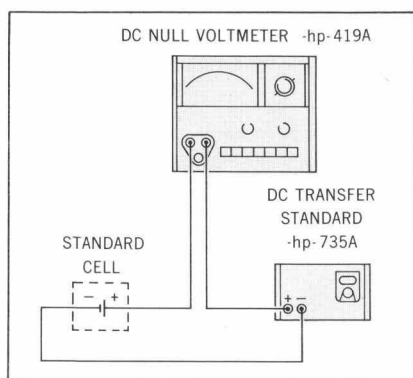 DC NULL VOLTMETER -hp-419A
DC TRANSFER
STANDARD
-hp-735A
STANDARD
CELL
- +
+ -